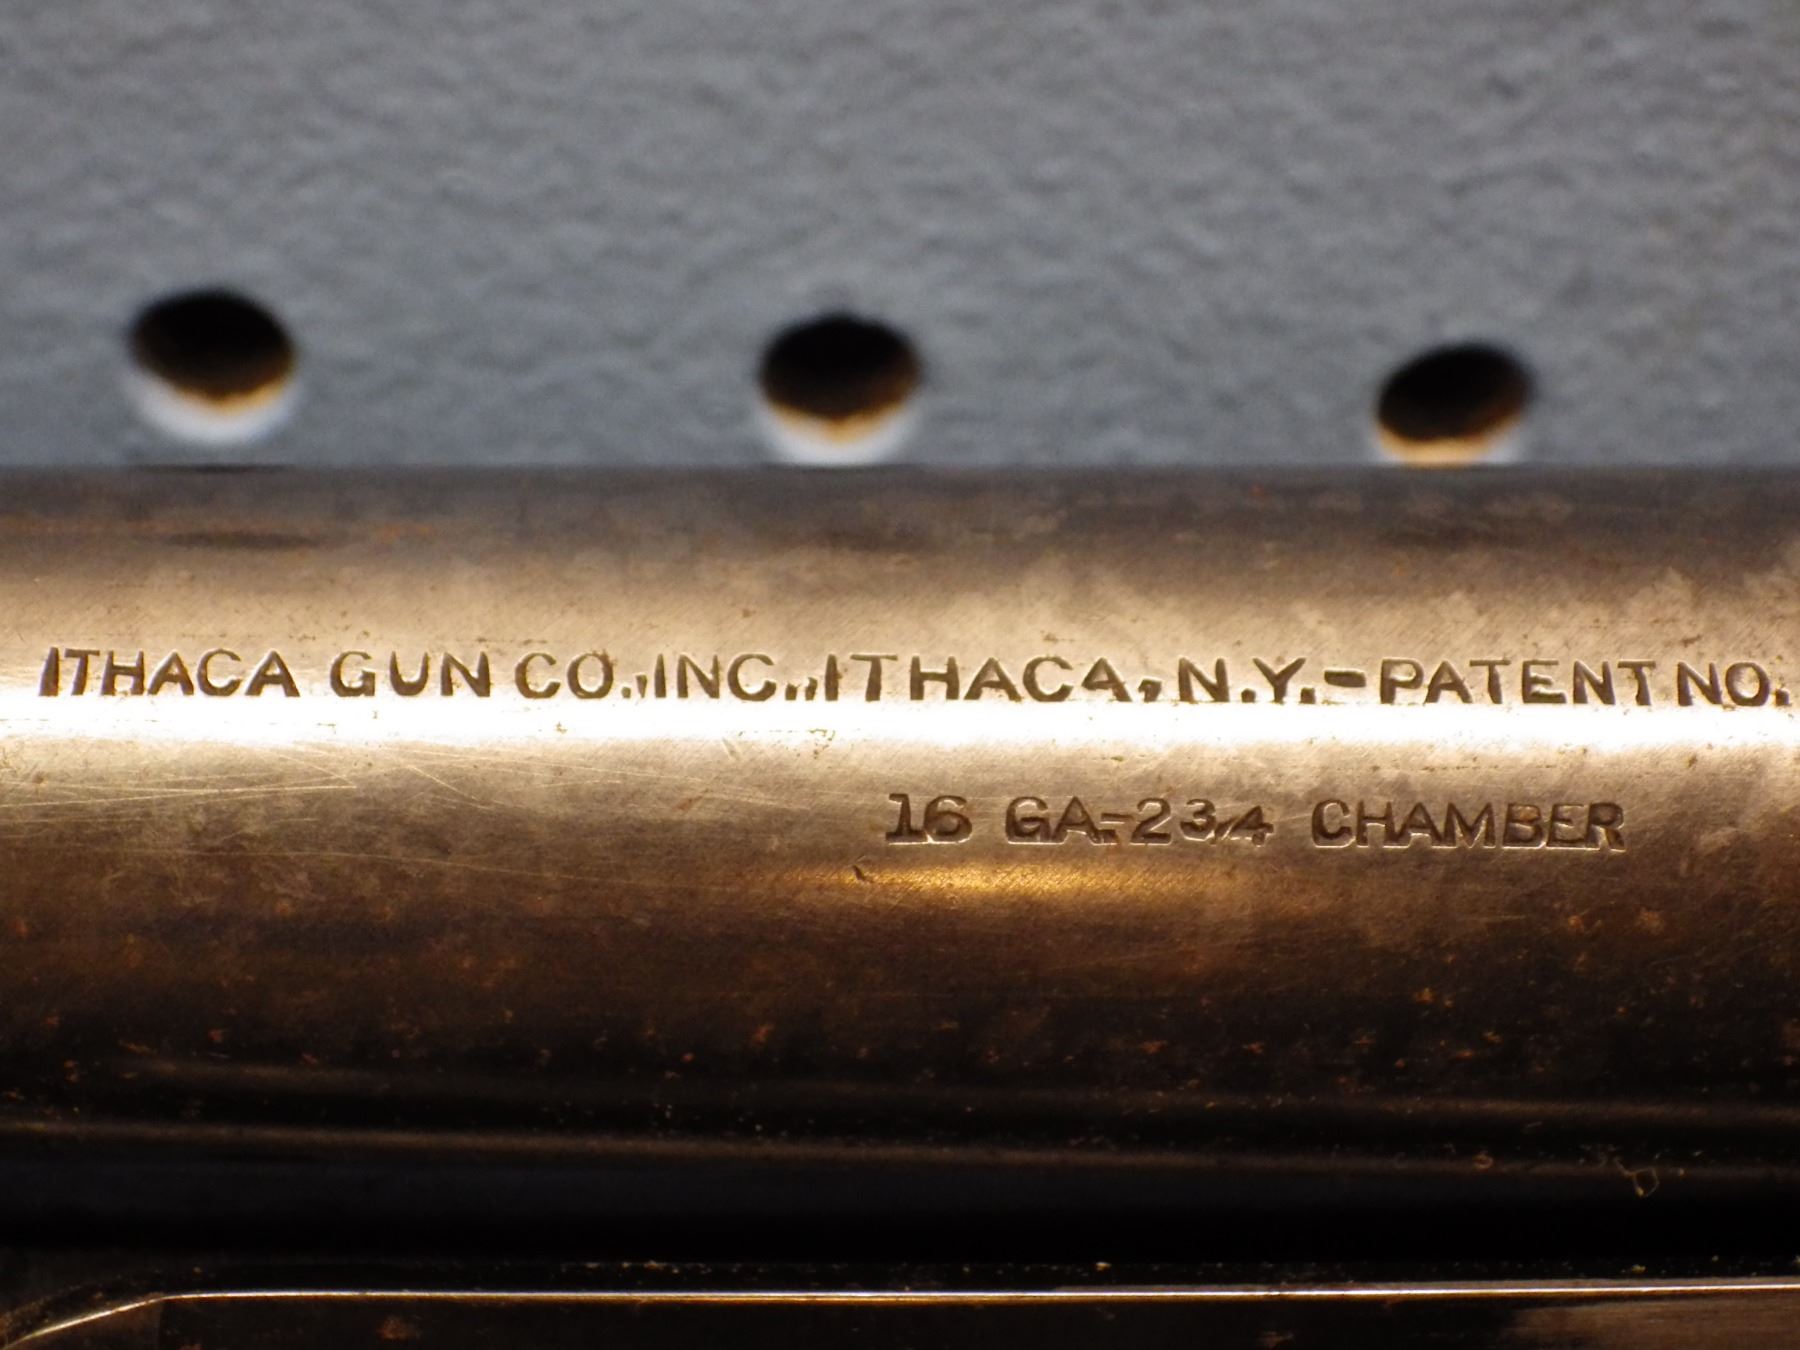 ITHACA GUN CO., INC., ITHACA, N.Y.-PATENT NO.
16 GA.-2 3/4 CHAMBER